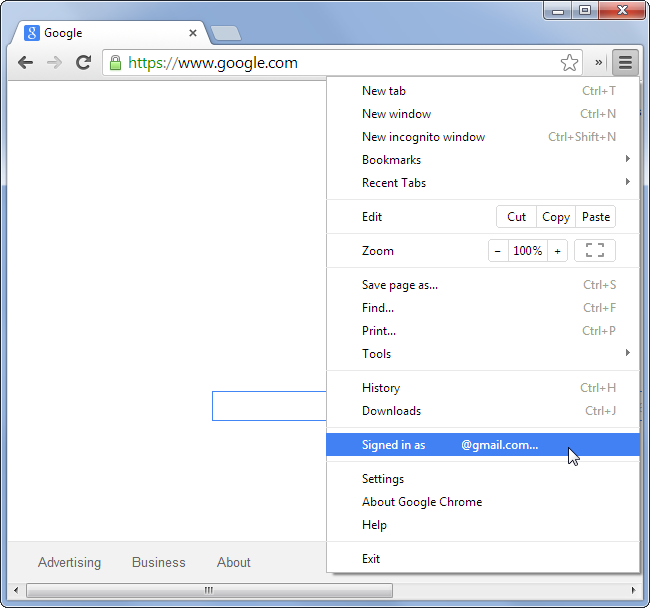 Google
https://www.google.com
»
New tab Ctrl+T
New window Ctrl+N
New incognito window Ctrl+Shift+N
Bookmarks
Recent Tabs
Edit Cut Copy Paste
Zoom − 100% +
Save page as... Ctrl+S
Find... Ctrl+F
Print... Ctrl+P
Tools
History Ctrl+H
Downloads Ctrl+J
Signed in as @gmail.com...
Settings
About Google Chrome
Help
Exit
Advertising Business About